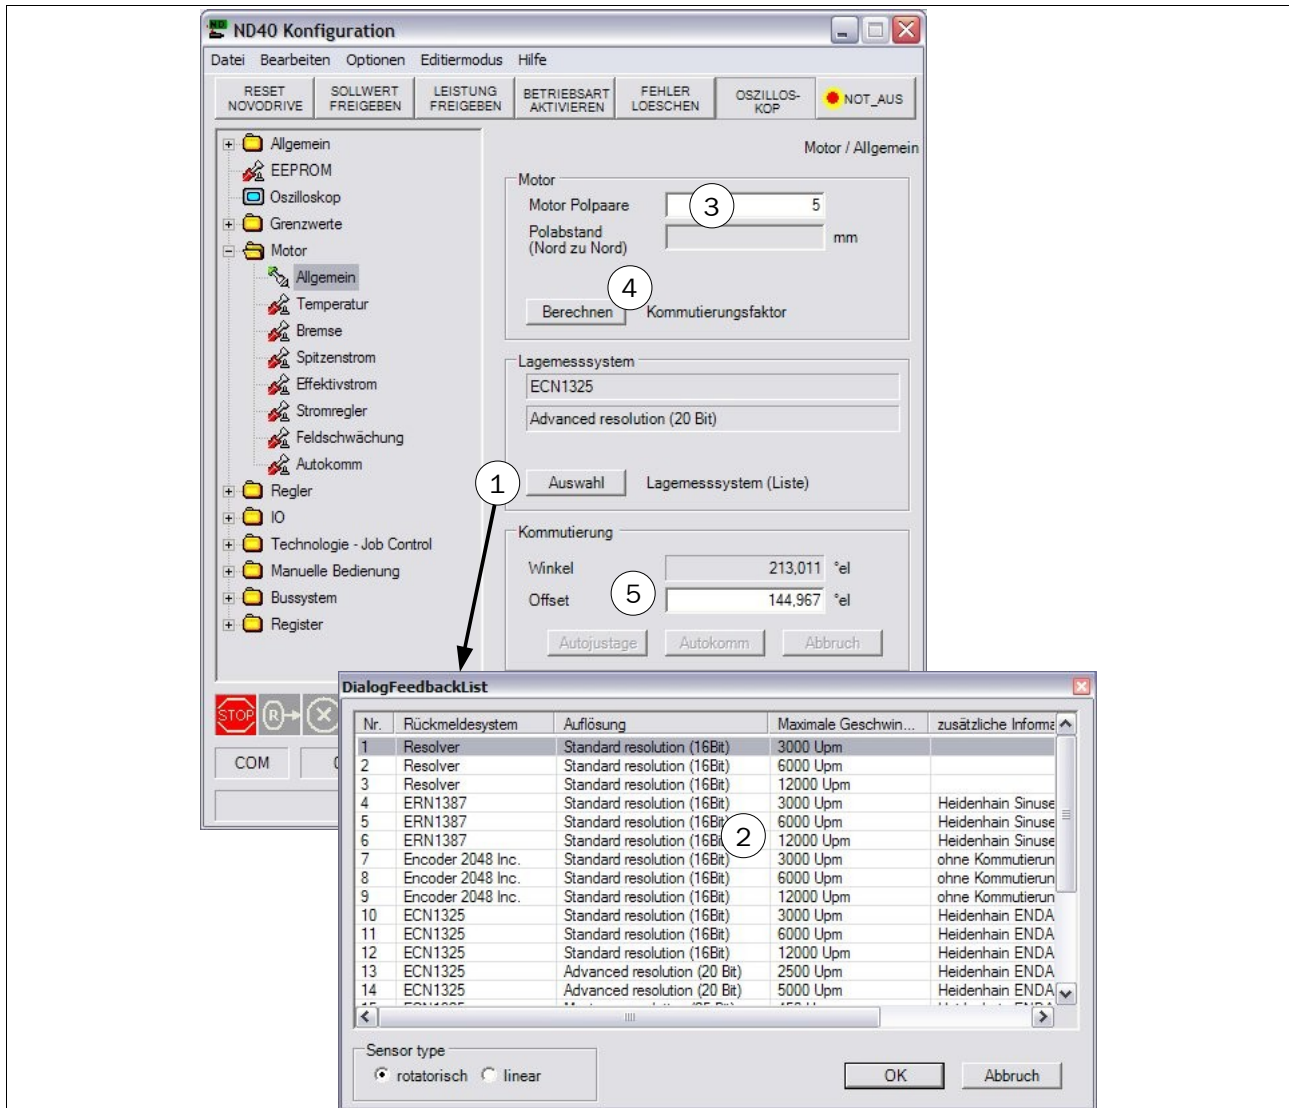 ND40 Konfiguration
Datei Bearbeiten Optionen Editiermodus Hilfe
RESET NOVODRIVE
SOLLWERT FREIGEBEN
LEISTUNG FREIGEBEN
BETRIEBSART AKTIVIEREN
FEHLER LOESCHEN
OSZILLOS-KOP
NOT_AUS
Allgemein
EEPROM
Oszilloskop
Grenzwerte
Motor
Allgemein
Temperatur
Bremse
Spitzenstrom
Effektivstrom
Stromregler
Feldschwächung
Autokomm
Regler
IO
Technologie - Job Control
Manuelle Bedienung
Bussystem
Register
Motor / Allgemein
Motor
Motor Polpaare 3 5
Polabstand
(Nord zu Nord) mm
4
Berechnen Kommutierungsfaktor
Lagemesssystem
ECN1325
Advanced resolution (20 Bit)
1 Auswahl Lagemesssystem (Liste)
Kommutierung
Winkel 213,011 °el
Offset 5 144,967 °el
Autojustage Autokomm Abbruch
STOP R
COM
DialogFeedbackList
Nr. Rückmeldesystem Auflösung Maximale Geschwin... zusätzliche Informa
1 Resolver Standard resolution (16Bit) 3000 Upm
2 Resolver Standard resolution (16Bit) 6000 Upm
3 Resolver Standard resolution (16Bit) 12000 Upm
4 ERN1387 Standard resolution (16Bit) 3000 Upm Heidenhain Sinuse
5 ERN1387 Standard resolution (16Bit) 6000 Upm Heidenhain Sinuse
6 ERN1387 Standard resolution (16Bit) 2 12000 Upm Heidenhain Sinuse
7 Encoder 2048 Inc. Standard resolution (16Bit) 3000 Upm ohne Kommutierun
8 Encoder 2048 Inc. Standard resolution (16Bit) 6000 Upm ohne Kommutierun
9 Encoder 2048 Inc. Standard resolution (16Bit) 12000 Upm ohne Kommutierun
10 ECN1325 Standard resolution (16Bit) 3000 Upm Heidenhain ENDA
11 ECN1325 Standard resolution (16Bit) 6000 Upm Heidenhain ENDA
12 ECN1325 Standard resolution (16Bit) 12000 Upm Heidenhain ENDA
13 ECN1325 Advanced resolution (20 Bit) 2500 Upm Heidenhain ENDA
14 ECN1325 Advanced resolution (20 Bit) 5000 Upm Heidenhain ENDA
Sensor type
rotatorisch linear
OK Abbruch